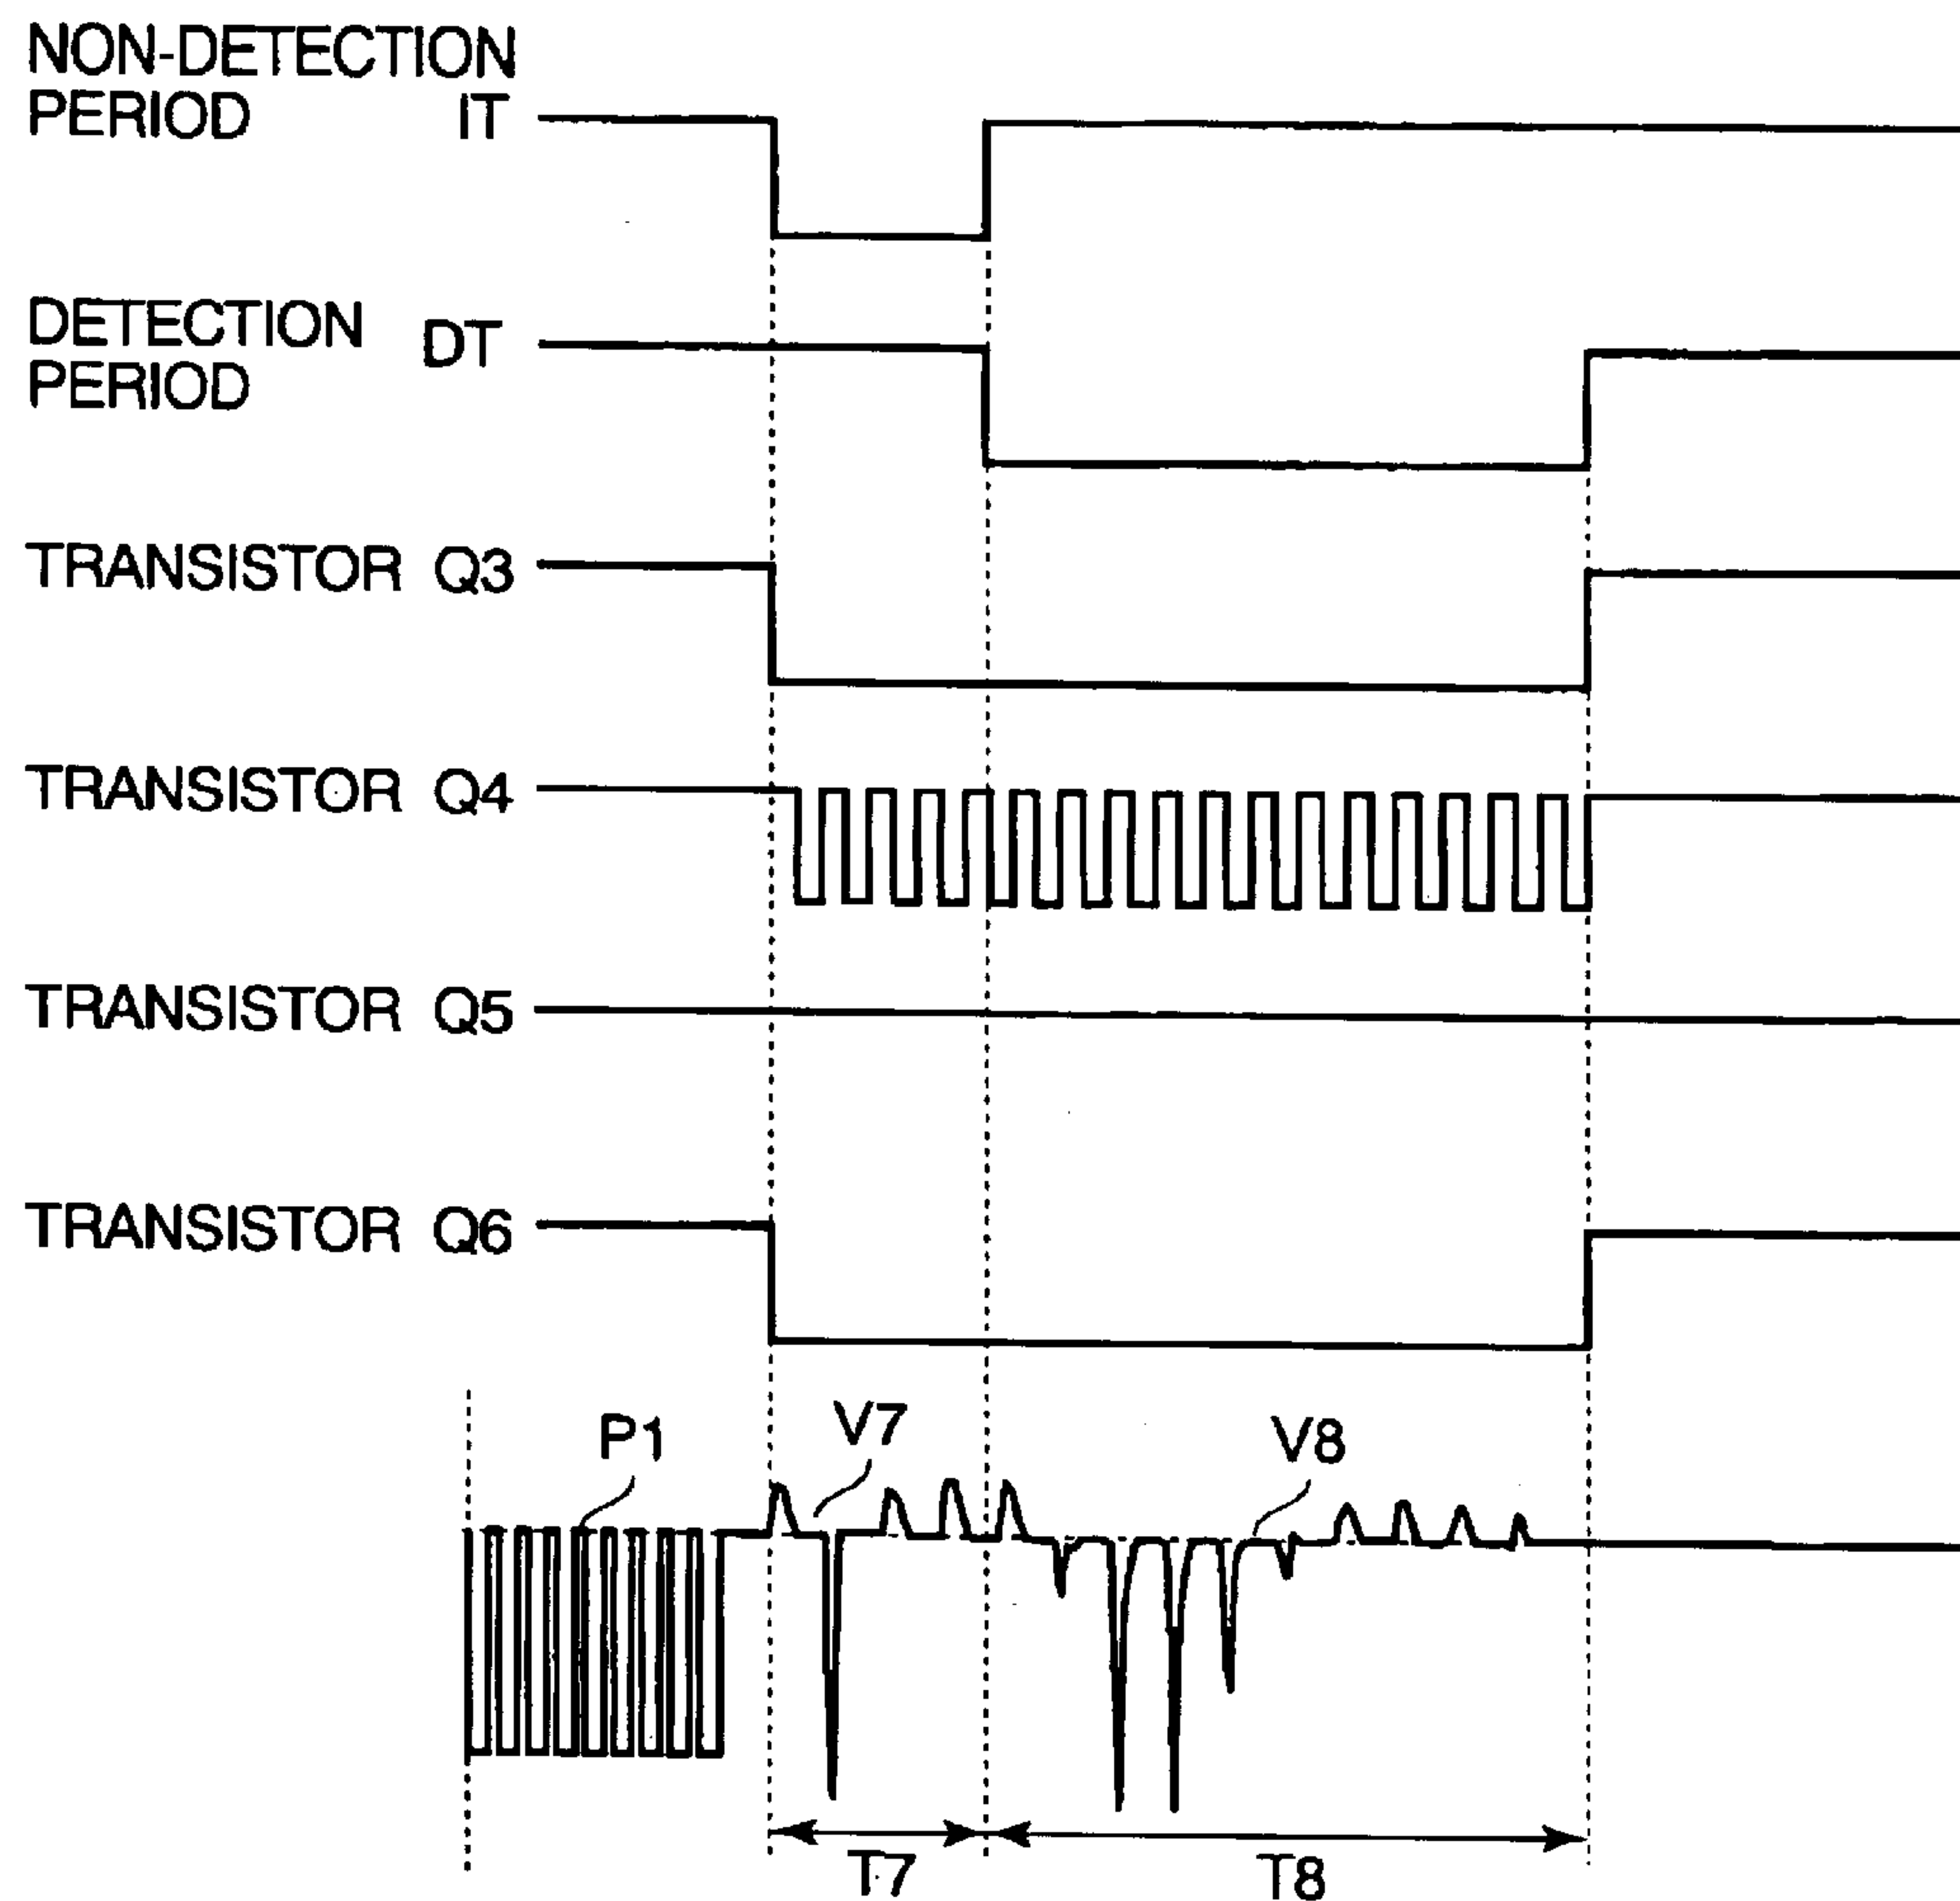 NON-DETECTION
PERIOD IT
DETECTION
PERIOD DT
TRANSISTOR Q3
TRANSISTOR Q4
TRANSISTOR Q5
TRANSISTOR Q6
P1 V7 V8
T7 T8